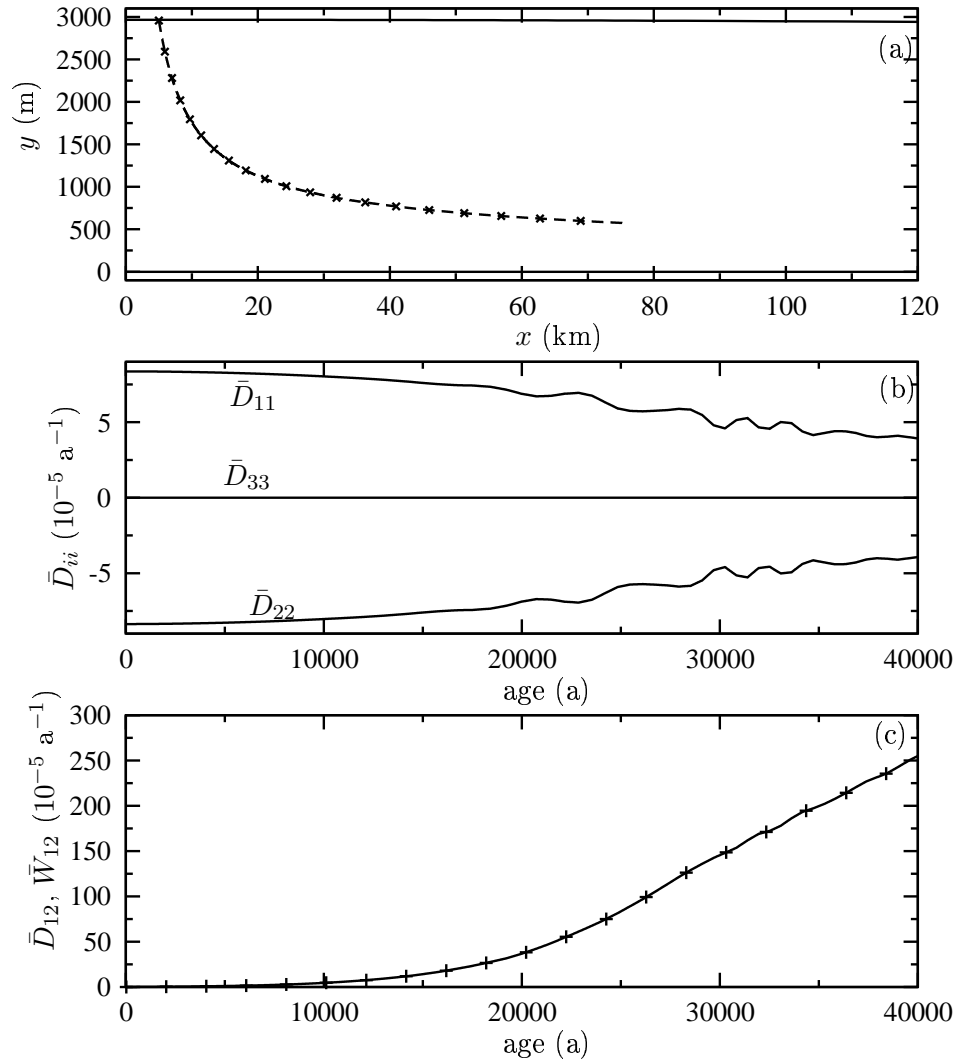 3000
2500
2000
1500
1000
500
0
y (m)
(a)
0 20 40 60 80 100 120
x (km)
5
0
-5
D̄ᵢᵢ (10⁻⁵ a⁻¹)
(b)
D̄₁₁
D̄₃₃
D̄₂₂
0 10000 20000 30000 40000
age (a)
300
250
200
150
100
50
0
D̄₁₂, W̄₁₂ (10⁻⁵ a⁻¹)
(c)
0 10000 20000 30000 40000
age (a)